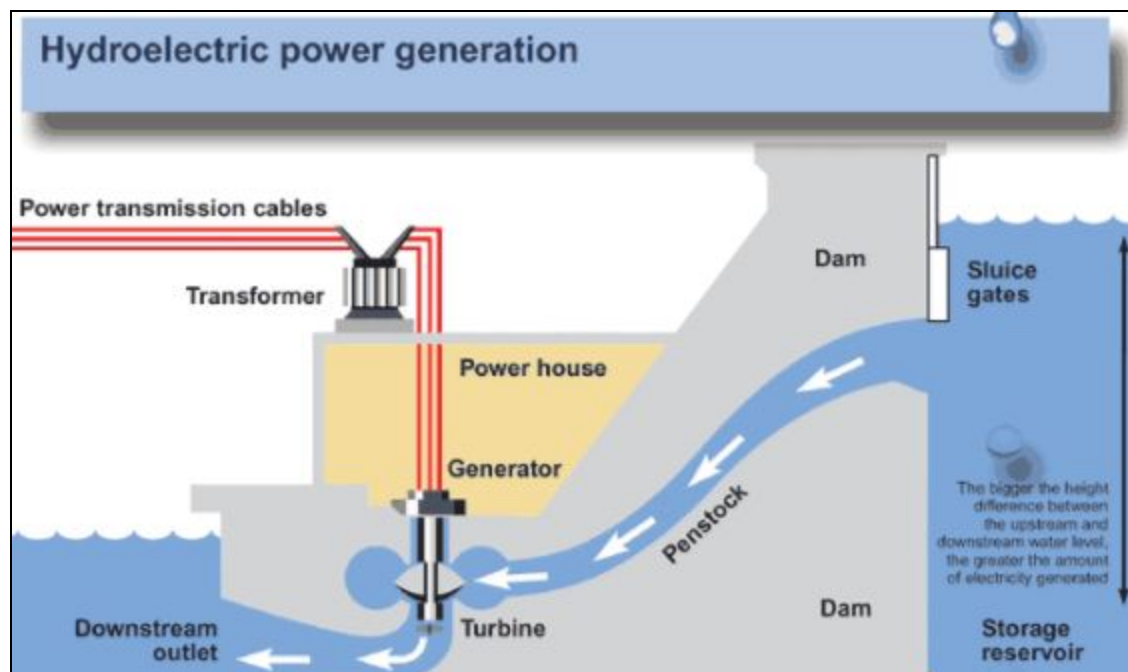 Hydroelectric power generation
Power transmission cables
Transformer
Dam
Sluice
gates
Power house
Generator
Penstock
The bigger the height
difference between
the upstream and
downstream water level,
the greater the amount
of electricity generated
Turbine
Dam
Downstream
outlet
Storage
reservoir